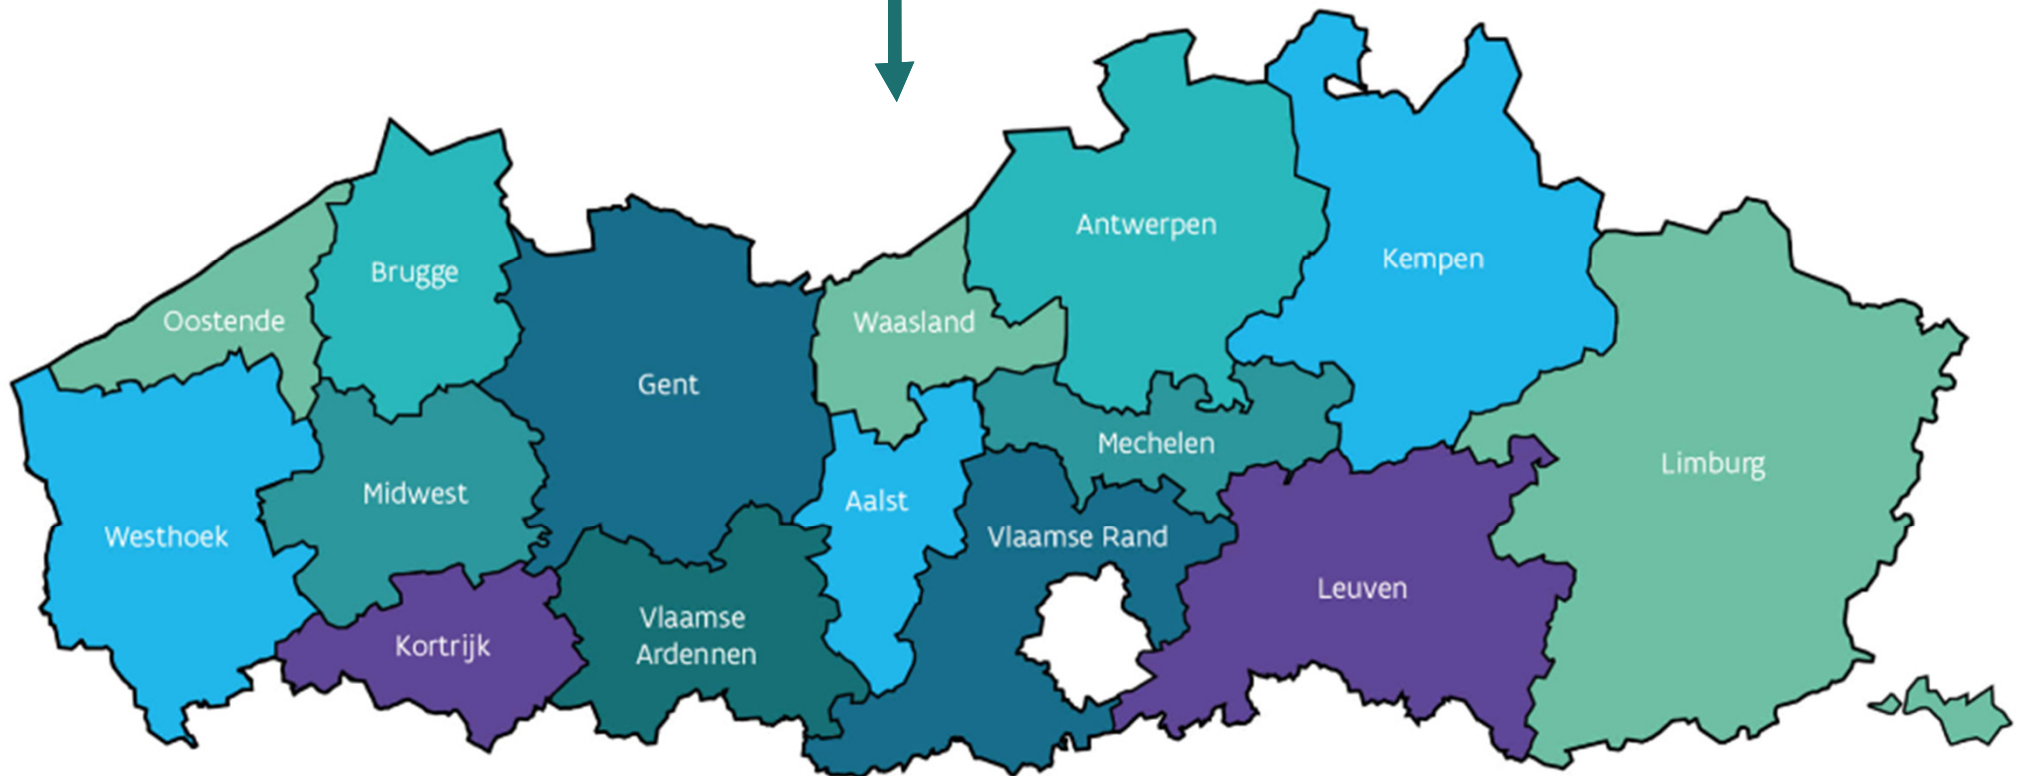 Antwerpen
Kempen
Brugge
Oostende
Waasland
Gent
Mechelen
Limburg
Midwest
Aalst
Westhoek
Vlaamse Rand
Leuven
Vlaamse
Ardennen
Kortrijk